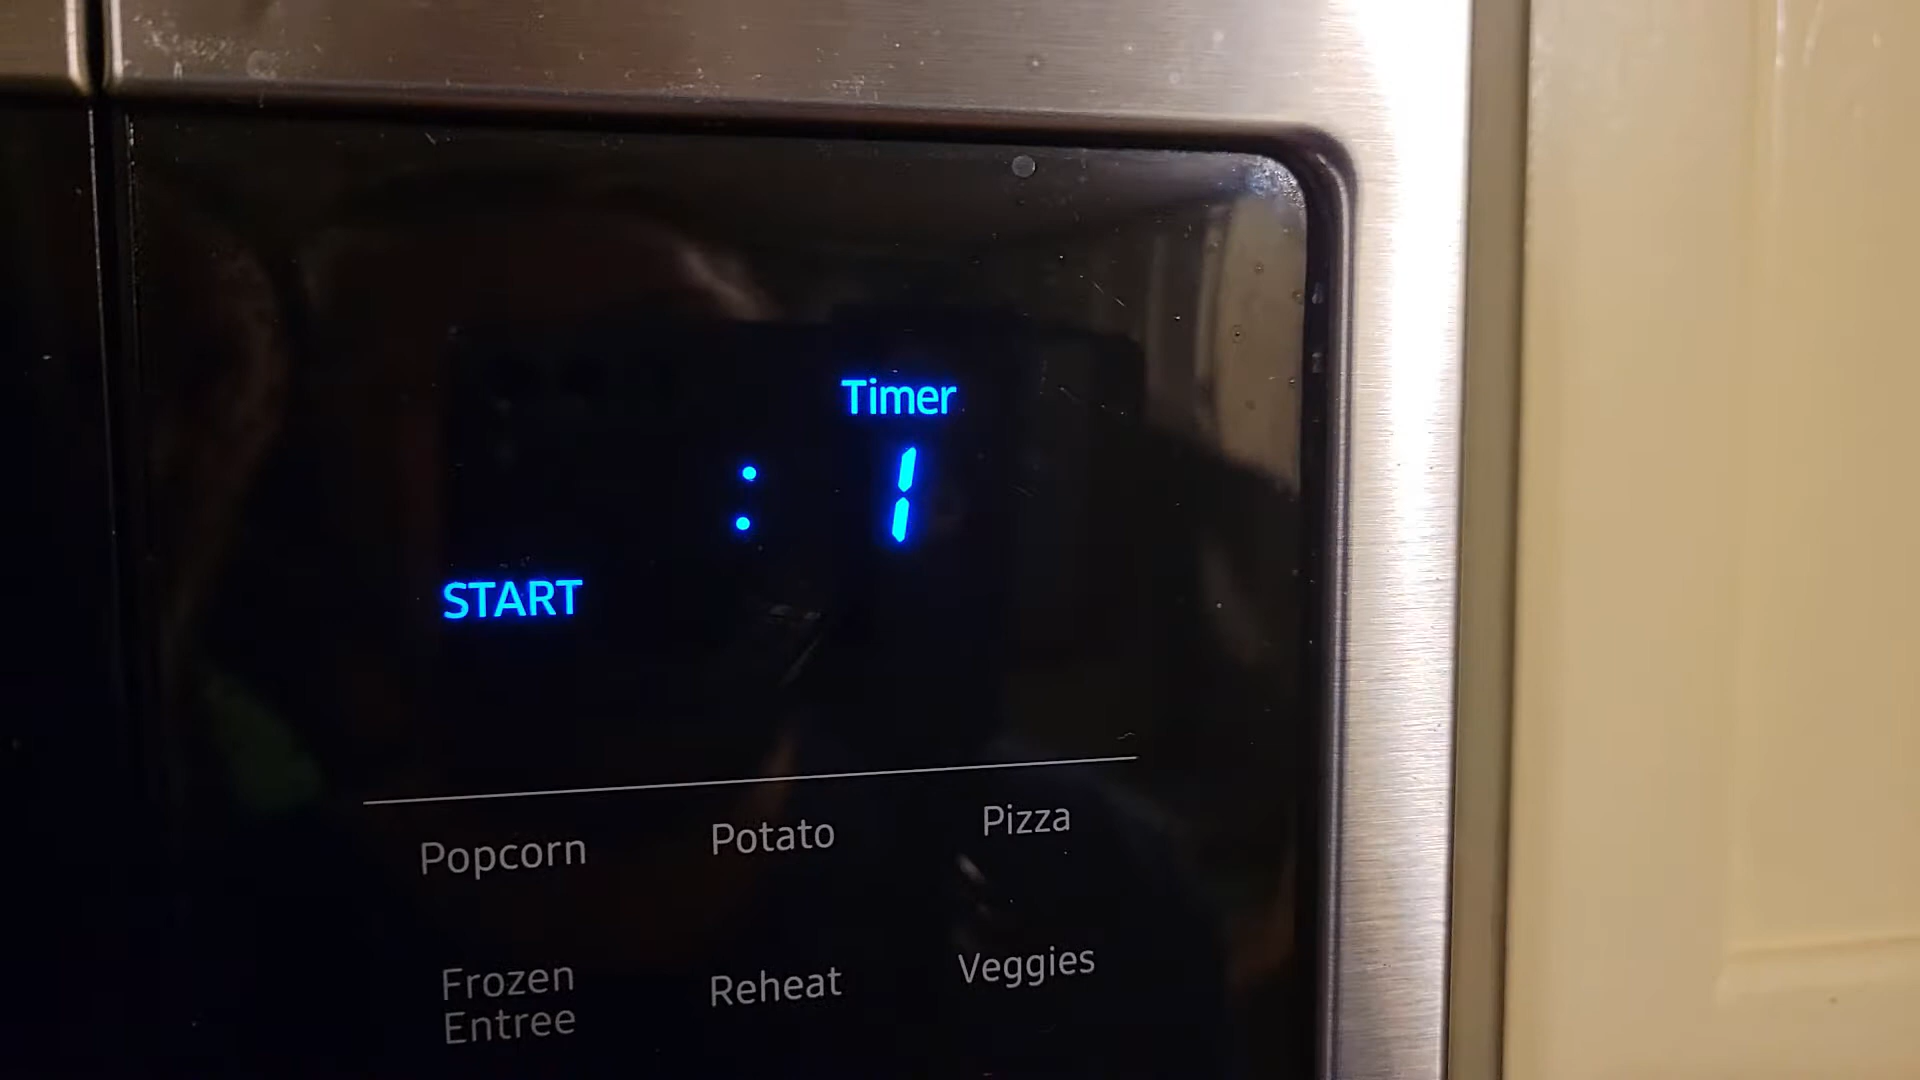 Timer
: 1
START
Popcorn Potato Pizza
Frozen Entree Reheat Veggies